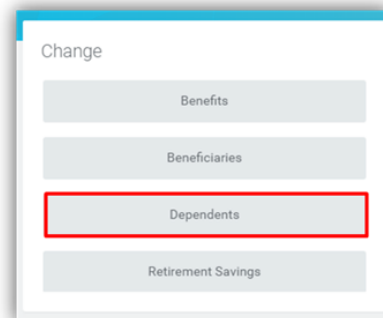 Change
Benefits
Beneficiaries
Dependents
Retirement Savings